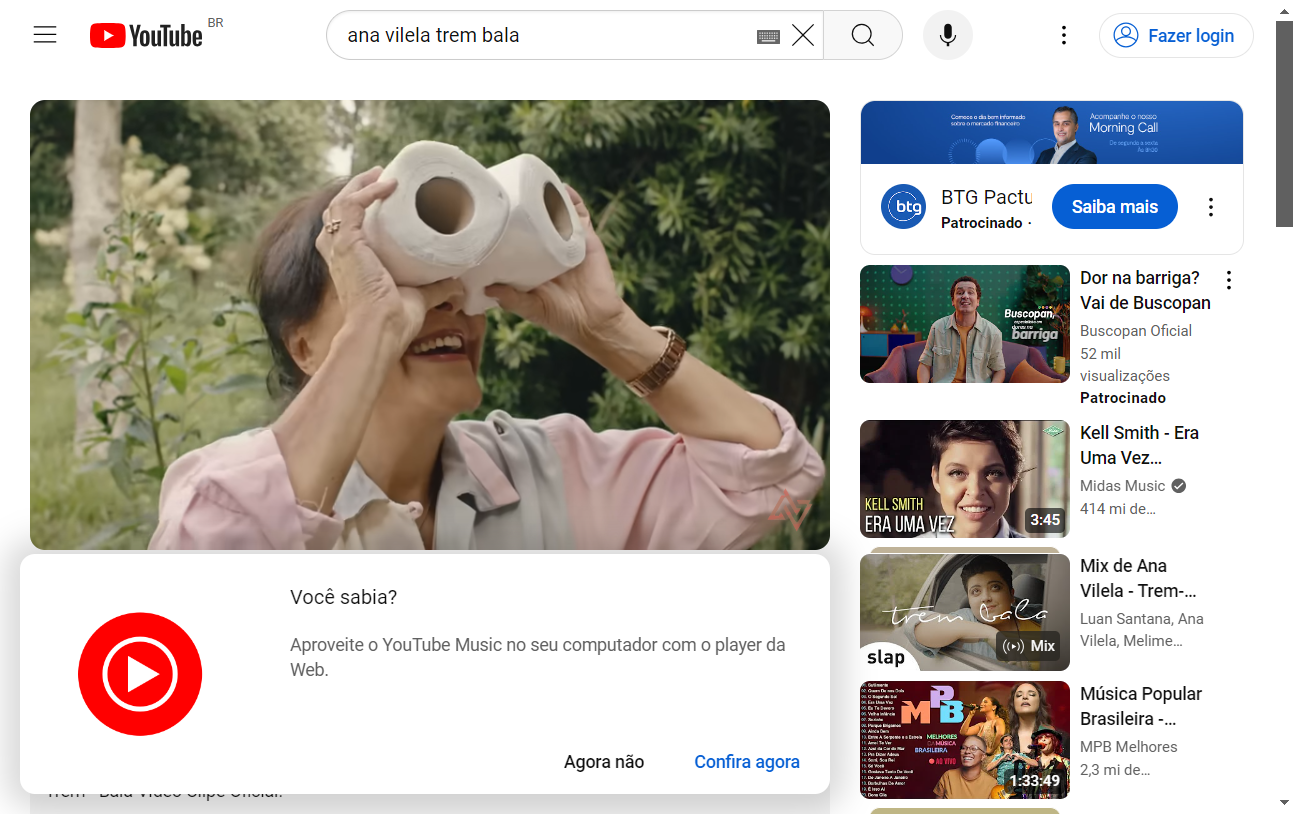 YouTube BR
ana vilela trem bala
Fazer login
Comece o dia bem informado
sobre o mercado financeiro
Acompanhe o nosso
Morning Call
De segunda a sexta
Às 8h30
btg
BTG Pactu
Patrocinado ·
Saiba mais
Buscopan,
barriga
Dor na barriga?
Vai de Buscopan
Buscopan Oficial
52 mil
visualizações
Patrocinado
KELL SMITH
ERA UMA VEZ
3:45
Kell Smith - Era
Uma Vez...
Midas Music
414 mi de...
trem bala
slap
Mix
Mix de Ana
Vilela - Trem-...
Luan Santana, Ana
Vilela, Melime...
MPB
MELHORES
DA MÚSICA
BRASILEIRA
AO VIVO
1:33:49
Música Popular
Brasileira -...
MPB Melhores
2,3 mi de...
Você sabia?
Aproveite o YouTube Music no seu computador com o player da
Web.
Agora não
Confira agora
Trem - Bala Vídeo Clipe Oficial.